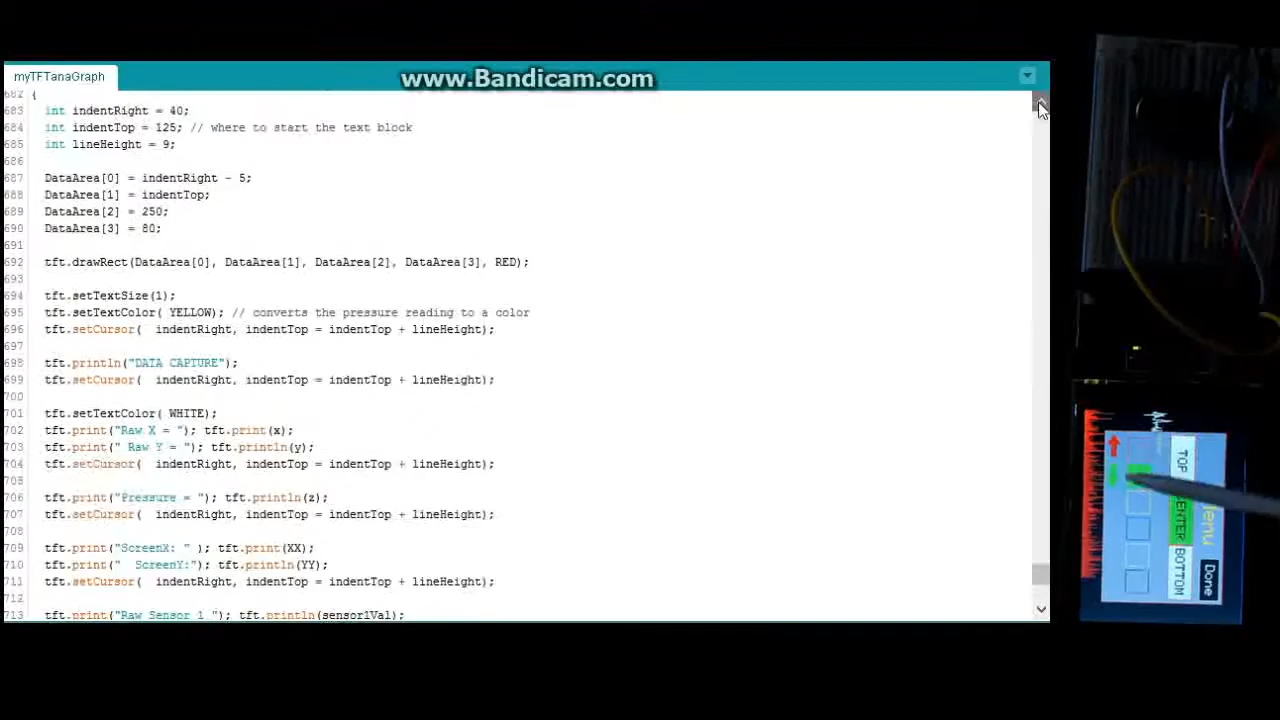 myTFTanaGraph
www.Bandicam.com
682 {
683 int indentRight = 40;
684 int indentTop = 125; // where to start the text block
685 int lineHeight = 9;
686
687 DataArea[0] = indentRight - 5;
688 DataArea[1] = indentTop;
689 DataArea[2] = 250;
690 DataArea[3] = 80;
691
692 tft.drawRect(DataArea[0], DataArea[1], DataArea[2], DataArea[3], RED);
693
694 tft.setTextSize(1);
695 tft.setTextColor( YELLOW); // converts the pressure reading to a color
696 tft.setCursor(  indentRight, indentTop = indentTop + lineHeight);
697
698 tft.println("DATA CAPTURE");
699 tft.setCursor(  indentRight, indentTop = indentTop + lineHeight);
700
701 tft.setTextColor( WHITE);
702 tft.print("Raw X = "); tft.print(x);
703 tft.print(" Raw Y = "); tft.println(y);
704 tft.setCursor(  indentRight, indentTop = indentTop + lineHeight);
705
706 tft.print("Pressure = "); tft.println(z);
707 tft.setCursor(  indentRight, indentTop = indentTop + lineHeight);
708
709 tft.print("ScreenX: " ); tft.print(XX);
710 tft.print("  ScreenY:"); tft.println(YY);
711 tft.setCursor(  indentRight, indentTop = indentTop + lineHeight);
712
713 tft.print("Raw Sensor 1 "); tft.println(sensor1Val);
Menu
Done
TOP
CENTER
BOTTOM